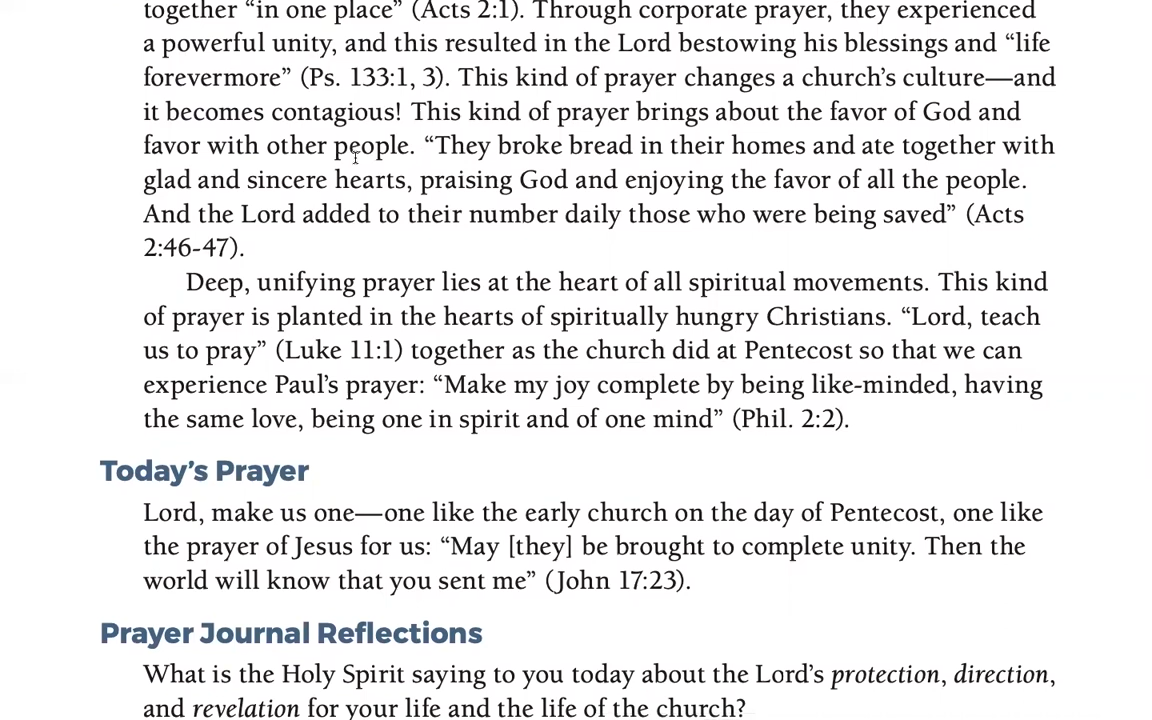 together “in one place” (Acts 2:1). Through corporate prayer, they experienced
a powerful unity, and this resulted in the Lord bestowing his blessings and “life
forevermore” (Ps. 133:1, 3). This kind of prayer changes a church’s culture—and
it becomes contagious! This kind of prayer brings about the favor of God and
favor with other people. “They broke bread in their homes and ate together with
glad and sincere hearts, praising God and enjoying the favor of all the people.
And the Lord added to their number daily those who were being saved” (Acts
2:46-47).
Deep, unifying prayer lies at the heart of all spiritual movements. This kind
of prayer is planted in the hearts of spiritually hungry Christians. “Lord, teach
us to pray” (Luke 11:1) together as the church did at Pentecost so that we can
experience Paul’s prayer: “Make my joy complete by being like-minded, having
the same love, being one in spirit and of one mind” (Phil. 2:2).
Today’s Prayer
Lord, make us one—one like the early church on the day of Pentecost, one like
the prayer of Jesus for us: “May [they] be brought to complete unity. Then the
world will know that you sent me” (John 17:23).
Prayer Journal Reflections
What is the Holy Spirit saying to you today about the Lord’s protection, direction,
and revelation for your life and the life of the church?